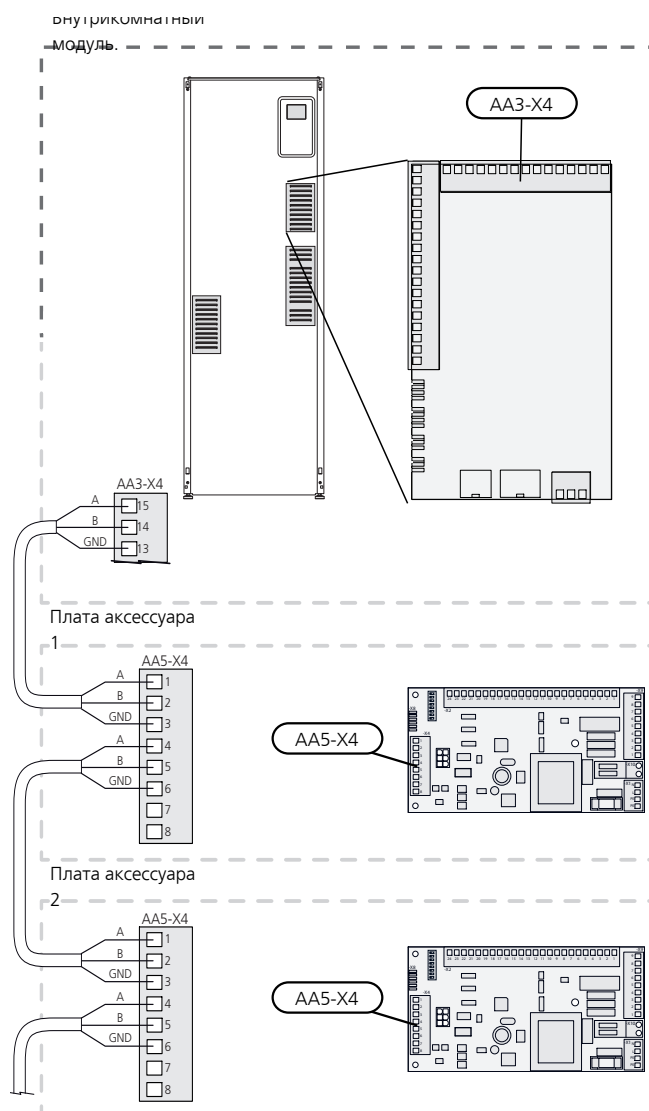 Внутрикомнатный
модуль.
AA3-X4
AA3-X4
A
15
B
14
GND
13
Плата аксессуара
1
AA5-X4
A
1
B
2
GND
3
A
4
B
5
GND
6
7
8
AA5-X4
Плата аксессуара
2
AA5-X4
A
1
B
2
GND
3
A
4
B
5
GND
6
7
8
AA5-X4